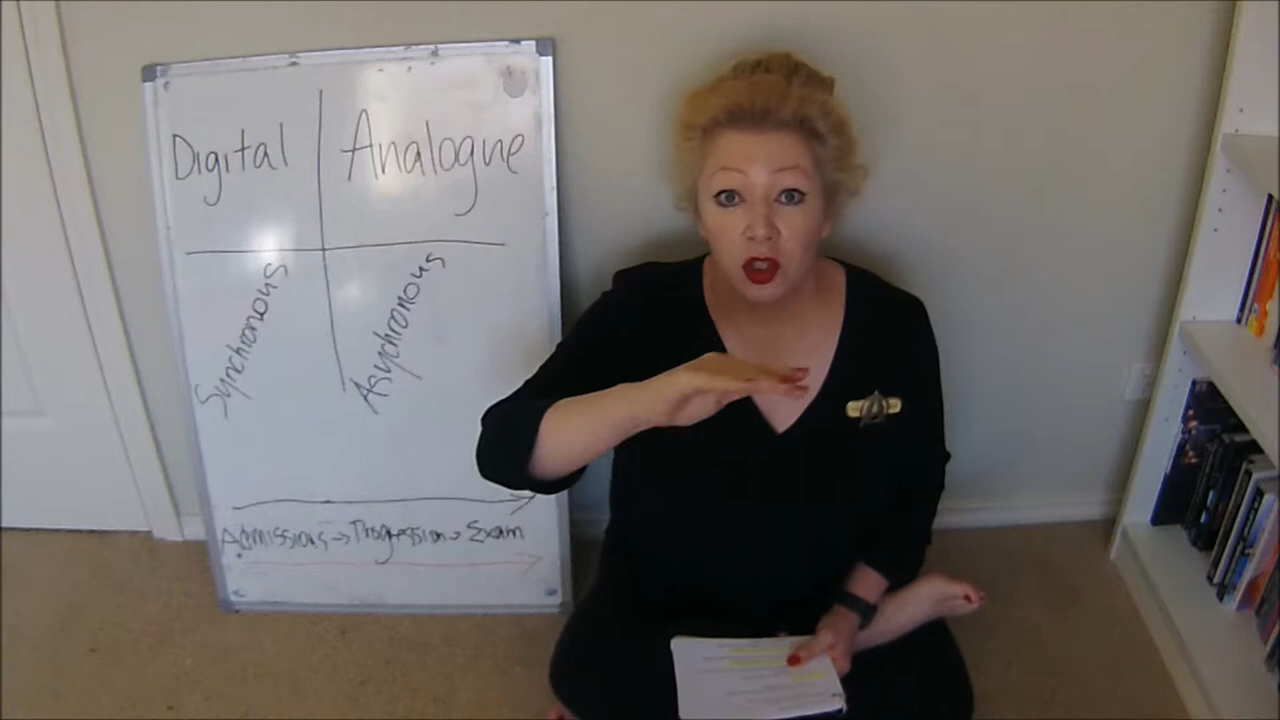 Digital Analogue
Synchronous Asychronous
Admissions → Progression → Exam